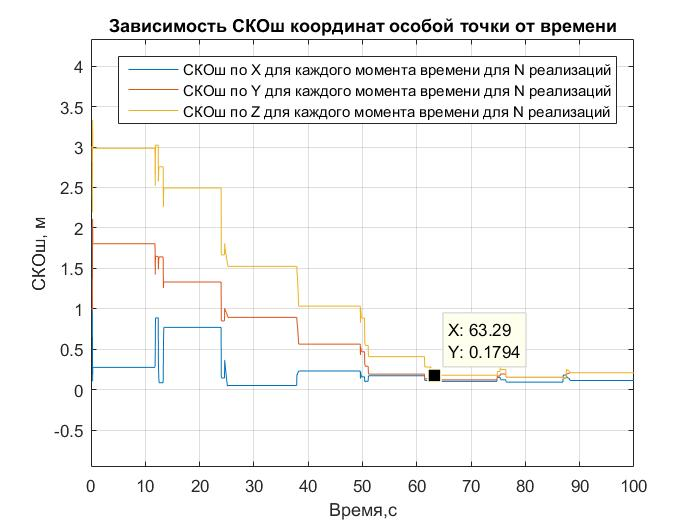 Зависимость СКОш координат особой точки от времени
СКОш по X для каждого момента времени для N реализаций
СКОш по Y для каждого момента времени для N реализаций
СКОш по Z для каждого момента времени для N реализаций
4
3.5
3
2.5
2
1.5
1
0.5
0
-0.5
СКОш, м
X: 63.29
Y: 0.1794
0 10 20 30 40 50 60 70 80 90 100
Время,с